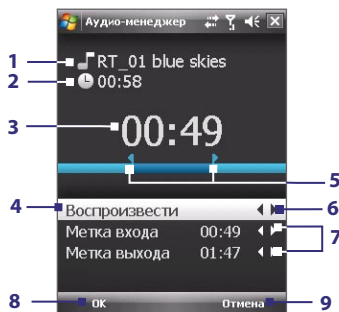 Аудио-менеджер
1 RT_01 blue skies
2 00:58
3 00:49
5
4 Воспроизвести 6
Метка входа 00:49 7
Метка выхода 01:47
8 ОК Отмена 9